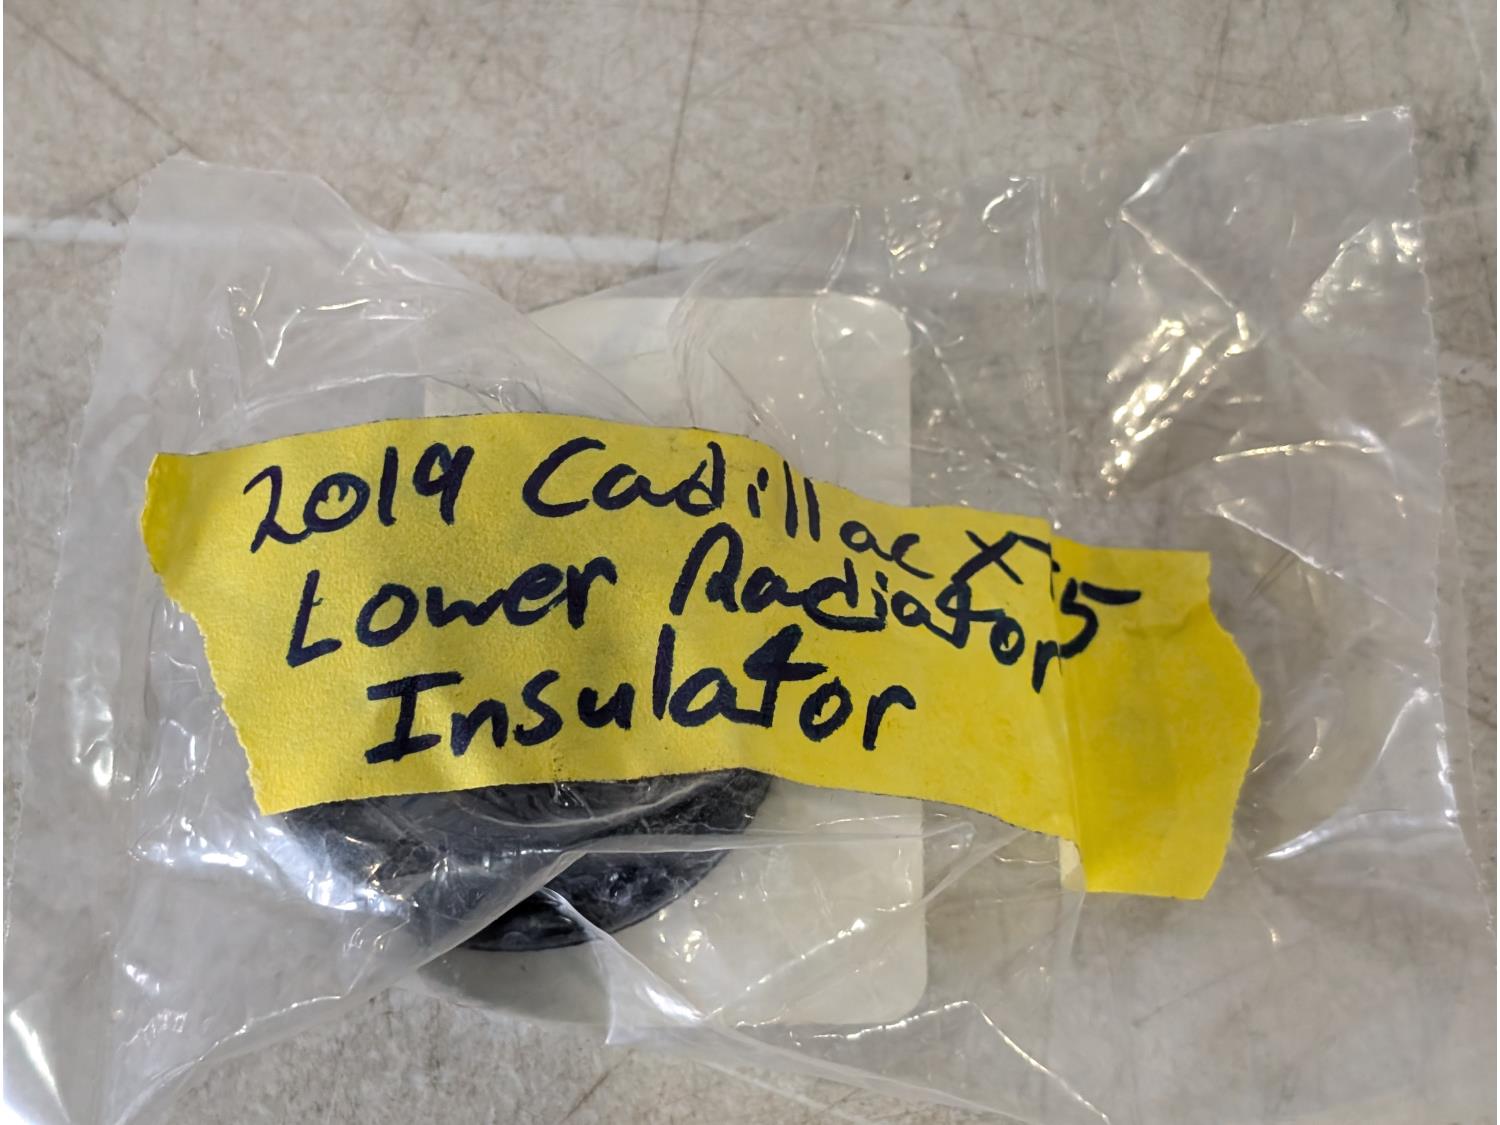 2019 Cadillac XT5
Lower Radiator
Insulator